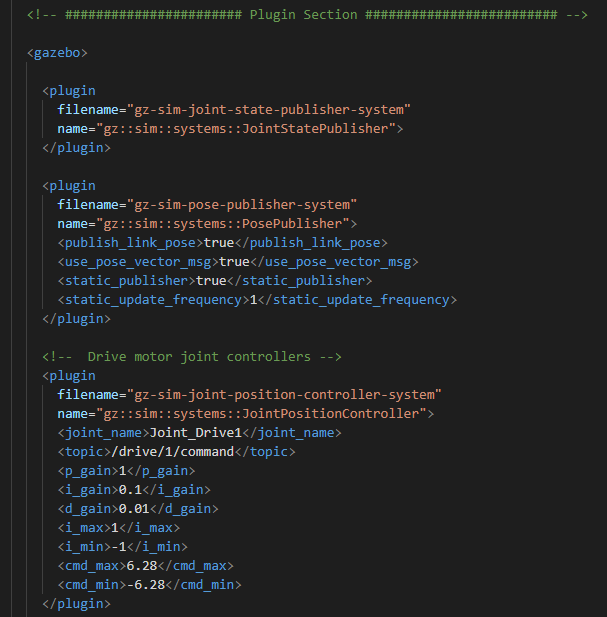 <!-- ####################### Plugin Section ######################### -->
<gazebo>
<plugin
filename="gz-sim-joint-state-publisher-system"
name="gz::sim::systems::JointStatePublisher">
</plugin>
<plugin
filename="gz-sim-pose-publisher-system"
name="gz::sim::systems::PosePublisher">
<publish_link_pose>true</publish_link_pose>
<use_pose_vector_msg>true</use_pose_vector_msg>
<static_publisher>true</static_publisher>
<static_update_frequency>1</static_update_frequency>
</plugin>
<!--  Drive motor joint controllers -->
<plugin
filename="gz-sim-joint-position-controller-system"
name="gz::sim::systems::JointPositionController">
<joint_name>Joint_Drive1</joint_name>
<topic>/drive/1/command</topic>
<p_gain>1</p_gain>
<i_gain>0.1</i_gain>
<d_gain>0.01</d_gain>
<i_max>1</i_max>
<i_min>-1</i_min>
<cmd_max>6.28</cmd_max>
<cmd_min>-6.28</cmd_min>
</plugin>